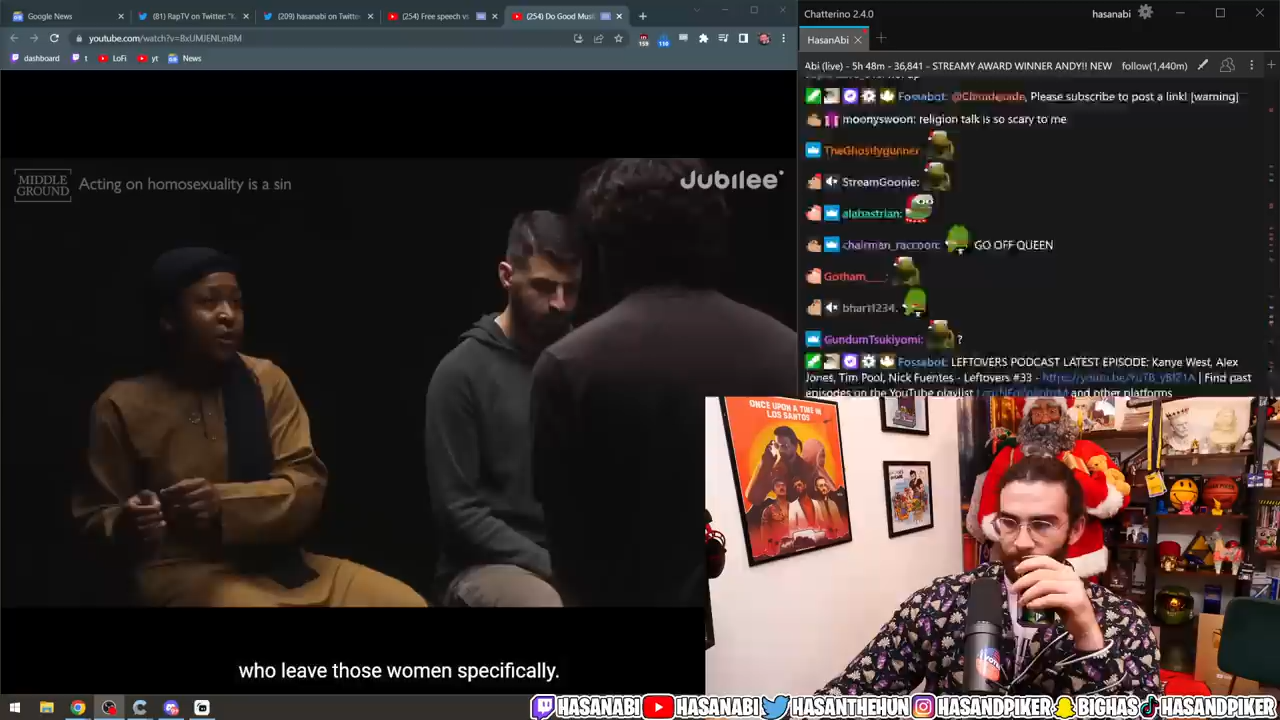 Google News
(81) RapTV on Twitter: "K
(209) hasanabi on Twitte
(254) Free speech vs
(254) Do Good Musl
youtube.com/watch?v=BxUMJENLmBM
159
110
dashboard
t
LoFi
yt
News
MIDDLE
GROUND
Acting on homosexuality is a sin
Jubilee
who leave those women specifically.
Chatterino 2.4.0
hasanabi
HasanAbi
Abi (live) - 5h 48m - 36,841 - STREAMY AWARD WINNER ANDY!! NEW
follow(1,440m)
Fossabot: , Please subscribe to post a link! [warning]
moonyswoon: religion talk is so scary to me
TheGhostlygunner
StreamGoonie:
alabastrian:
chairman_raccoon: GO OFF QUEEN
Gotham___:
bhart1234:
GundumTsukiyomi: ?
Fossabot: LEFTOVERS PODCAST LATEST EPISODE: Kanye West, Alex
Jones, Tim Pool, Nick Fuentes - Leftovers #33 - | Find past
episodes on the YouTube playlist and other platforms
ONCE UPON A TIME IN
LOS SANTOS
HASANABI
HASANABI
HASANTHEHUN
HASANDPIKER
BIGHAS
HASANDPIKER